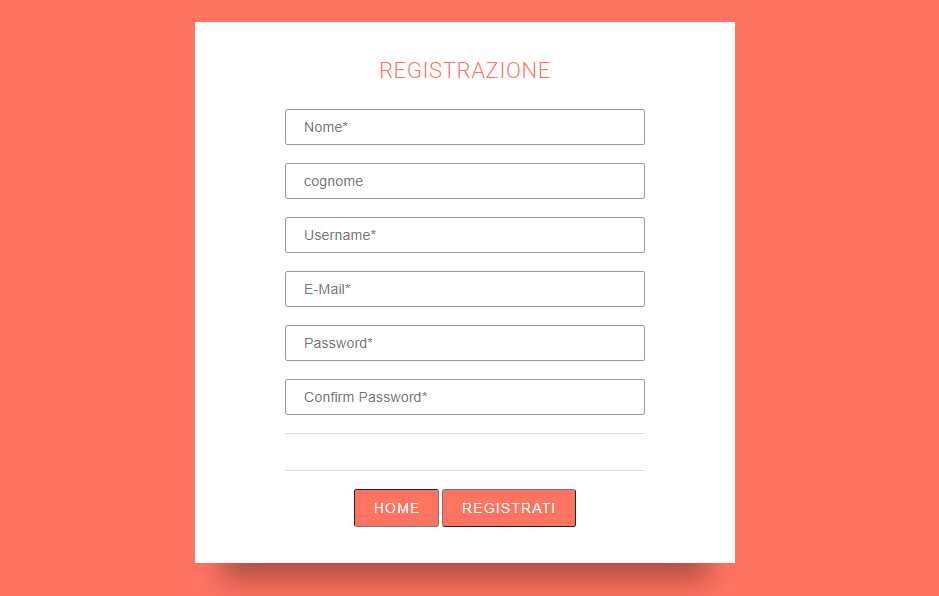 REGISTRAZIONE
Nome*
cognome
Username*
E-Mail*
Password*
Confirm Password*
HOME REGISTRATI